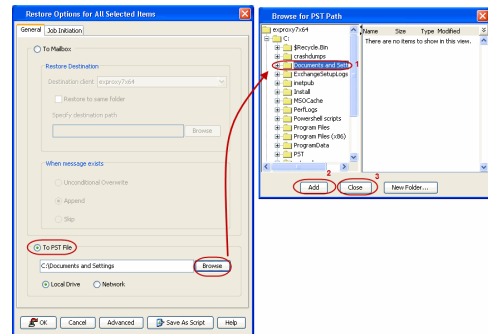 Restore Options for All Selected Items
General Job Initiation
To Mailbox
Restore Destination
Destination client exproxy7x64
Restore to same folder
Specify destination path
Browse
When message exists
Unconditional Overwrite
Append
Skip
To PST File
C:\Documents and Settings Browse
Local Drive Network
OK Cancel Advanced Save As Script Help
Browse for PST Path
exproxy7x64
C:
$Recycle.Bin
crashdumps
Documents and Setti 1
ExchangeSetupLogs
inetpub
Install
MSOCache
PerfLogs
Powershell scripts
Program Files
Program Files (x86)
ProgramData
PST
Name Size Type Modified
There are no items to show in this view.
2 3
Add Close New Folder...